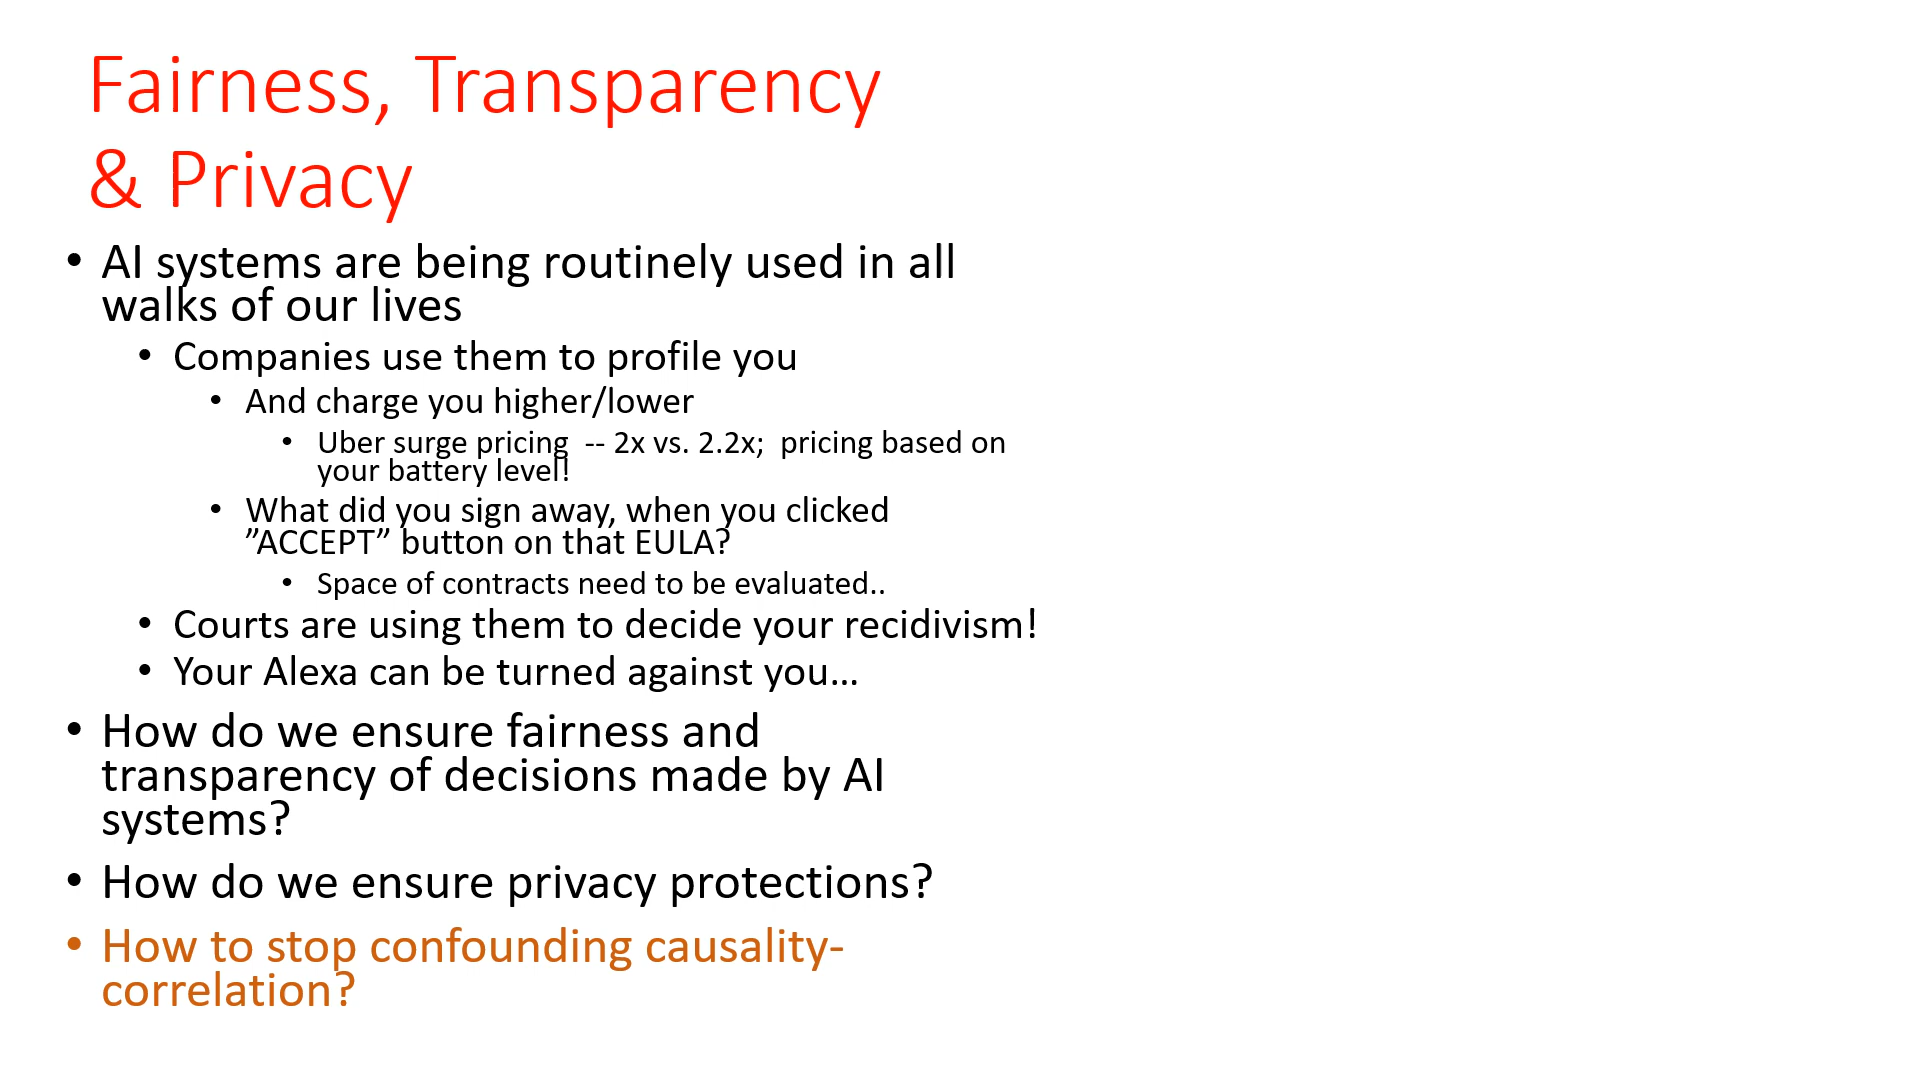 Fairness, Transparency
& Privacy
• AI systems are being routinely used in all
walks of our lives
• Companies use them to profile you
• And charge you higher/lower
• Uber surge pricing  -- 2x vs. 2.2x;  pricing based on
your battery level!
• What did you sign away, when you clicked
”ACCEPT” button on that EULA?
• Space of contracts need to be evaluated..
• Courts are using them to decide your recidivism!
• Your Alexa can be turned against you…
• How do we ensure fairness and
transparency of decisions made by AI
systems?
• How do we ensure privacy protections?
• How to stop confounding causality-
correlation?